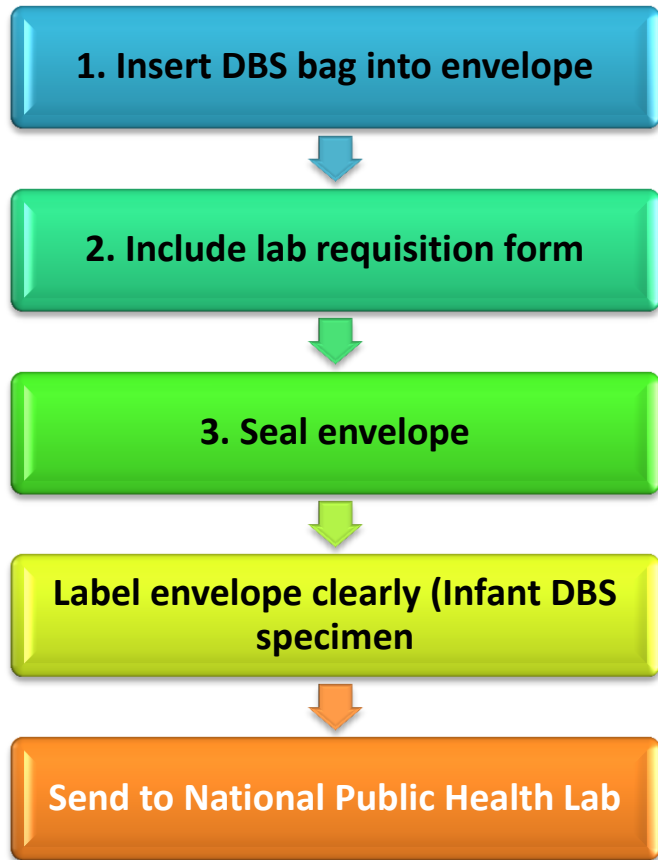 1. Insert DBS bag into envelope
2. Include lab requisition form
3. Seal envelope
Label envelope clearly (Infant DBS
specimen
Send to National Public Health Lab